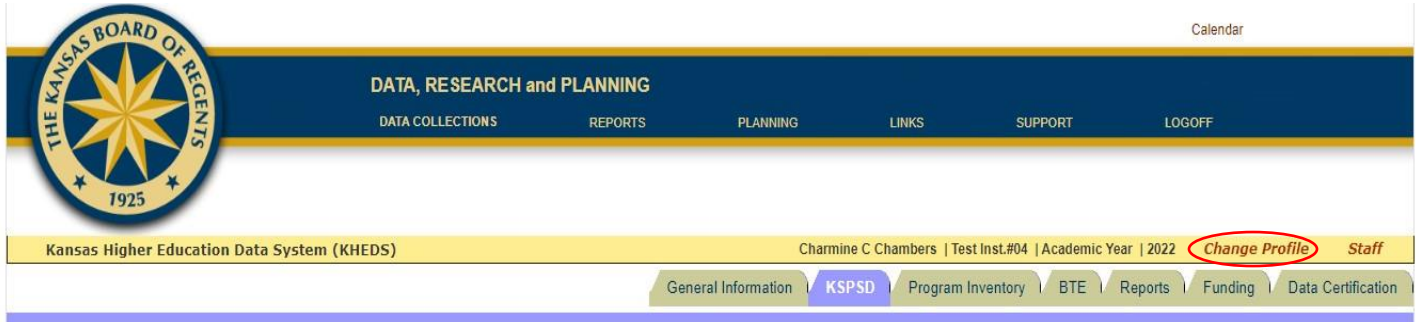 THE KANSAS BOARD OF REGENTS
1925
Calendar
DATA, RESEARCH and PLANNING
DATA COLLECTIONS REPORTS PLANNING LINKS SUPPORT LOGOFF
Kansas Higher Education Data System (KHEDS) Charmine C Chambers | Test Inst.#04 | Academic Year | 2022 Change Profile Staff
General Information KSPSD Program Inventory BTE Reports Funding Data Certification